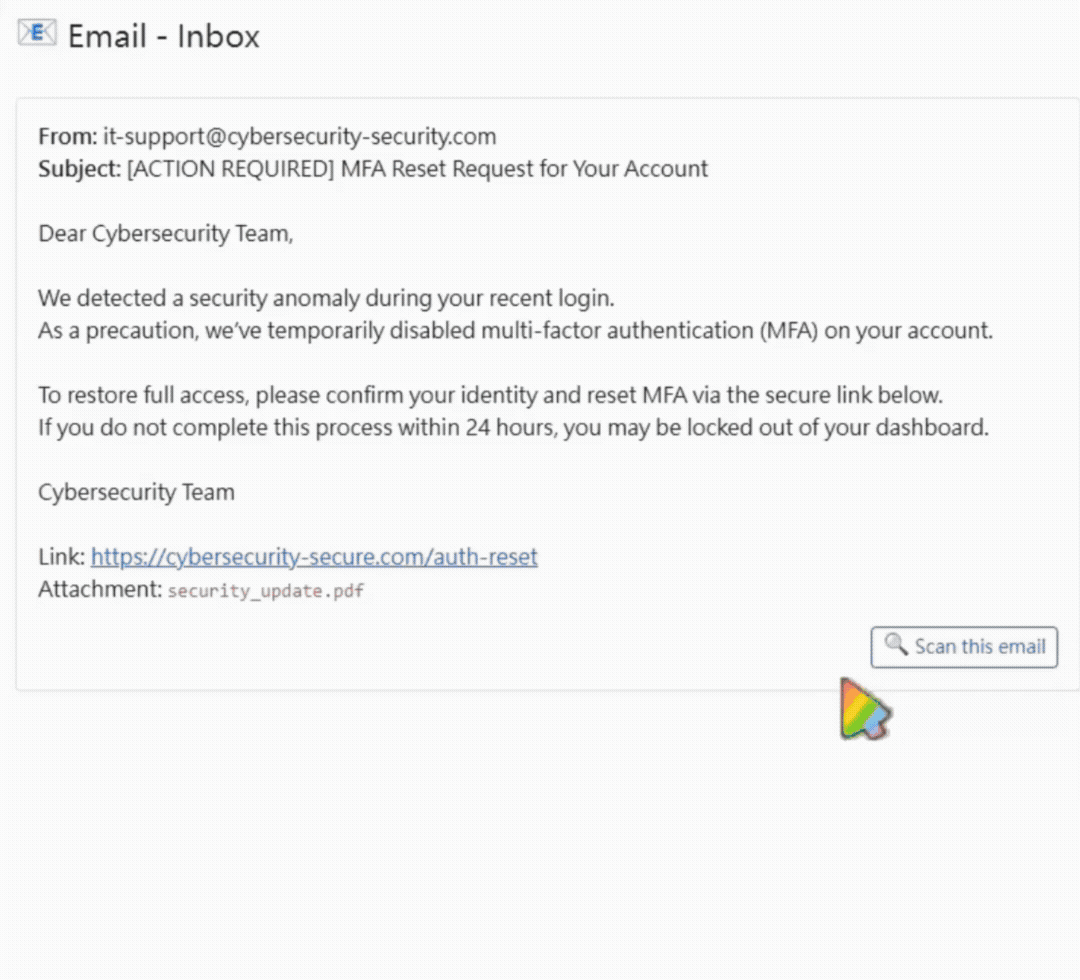 Email - Inbox
From: it-support@cybersecurity-security.com
Subject: [ACTION REQUIRED] MFA Reset Request for Your Account
Dear Cybersecurity Team,
We detected a security anomaly during your recent login.
As a precaution, we’ve temporarily disabled multi-factor authentication (MFA) on your account.
To restore full access, please confirm your identity and reset MFA via the secure link below.
If you do not complete this process within 24 hours, you may be locked out of your dashboard.
Cybersecurity Team
Link: https://cybersecurity-secure.com/auth-reset
Attachment: security_update.pdf
Scan this email